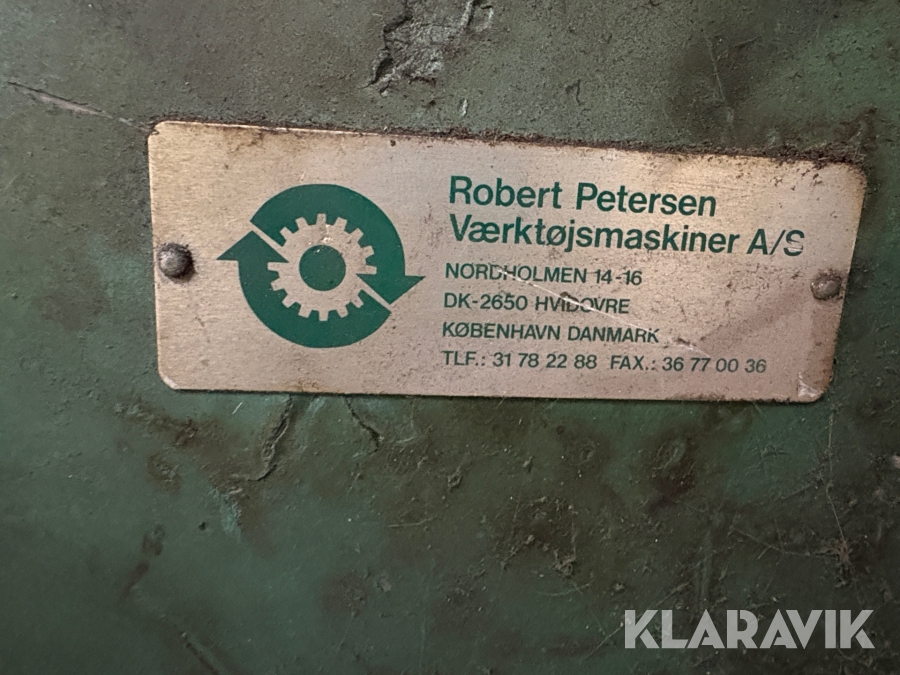 Robert Petersen
Værktøjsmaskiner A/S
NORDHOLMEN 14-16
DK-2650 HVIDOVRE
KØBENHAVN DANMARK
TLF.: 31 78 22 88 FAX.: 36 77 00 36
KLARAVIK